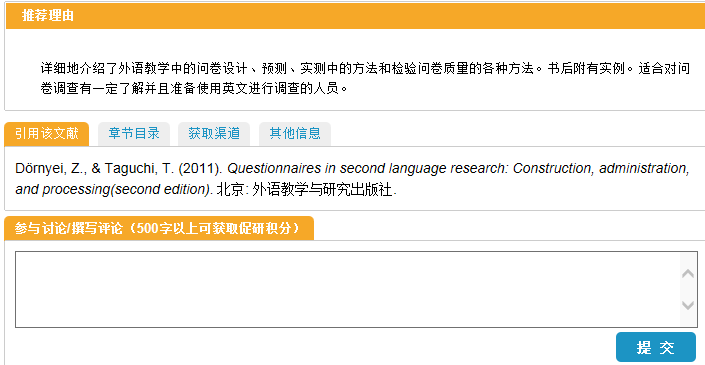 推荐理由
详细地介绍了外语教学中的问卷设计、预测、实测中的方法和检验问卷质量的各种方法。书后附有实例。适合对问
卷调查有一定了解并且准备使用英文进行调查的人员。
引用该文献 章节目录 获取渠道 其他信息
Dörnyei, Z., & Taguchi, T. (2011). Questionnaires in second language research: Construction, administration,
and processing(second edition). 北京: 外语教学与研究出版社.
参与讨论/撰写评论（500字以上可获取促研积分）
提 交